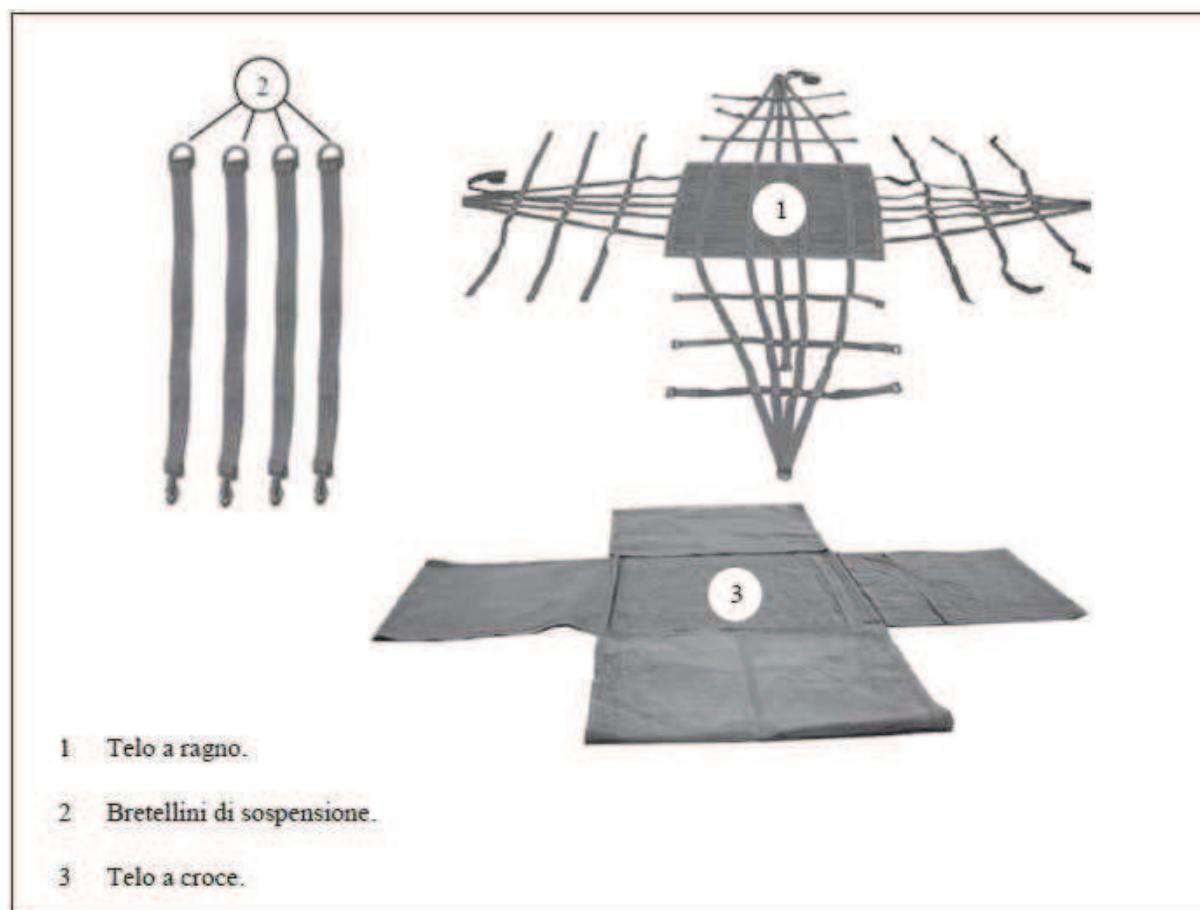 2
1
3
1 Telo a ragno.
2 Bretellini di sospensione.
3 Telo a croce.